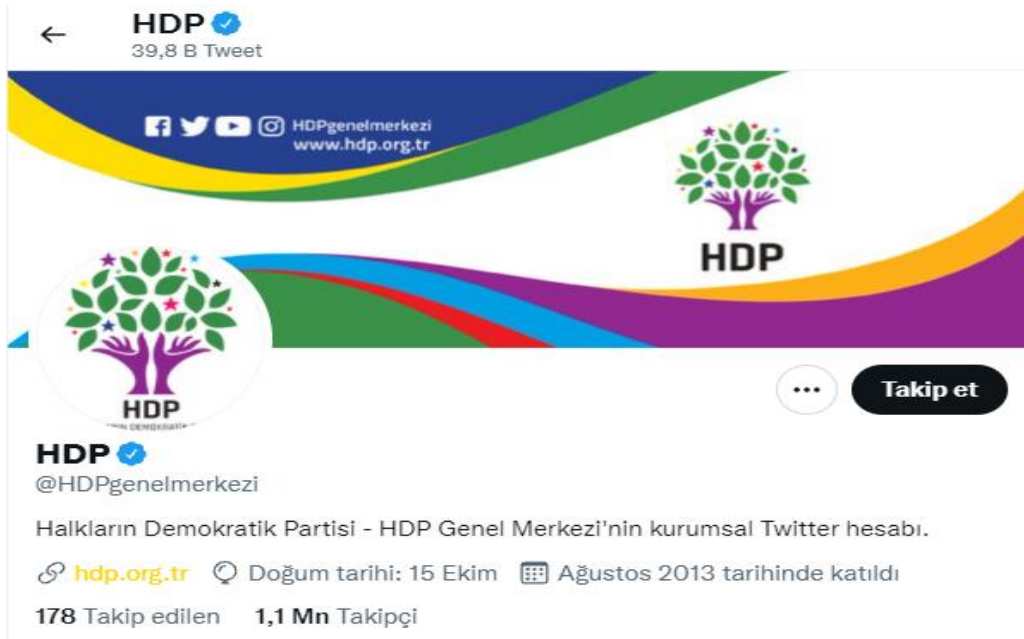 HDP
39,8 B Tweet
HDPgenelmerkezi
www.hdp.org.tr
HDP
HDP
Takip et
HDP
@HDPgenelmerkezi
Halkların Demokratik Partisi - HDP Genel Merkezi'nin kurumsal Twitter hesabı.
hdp.org.tr Doğum tarihi: 15 Ekim Ağustos 2013 tarihinde katıldı
178 Takip edilen 1,1 Mn Takipçi